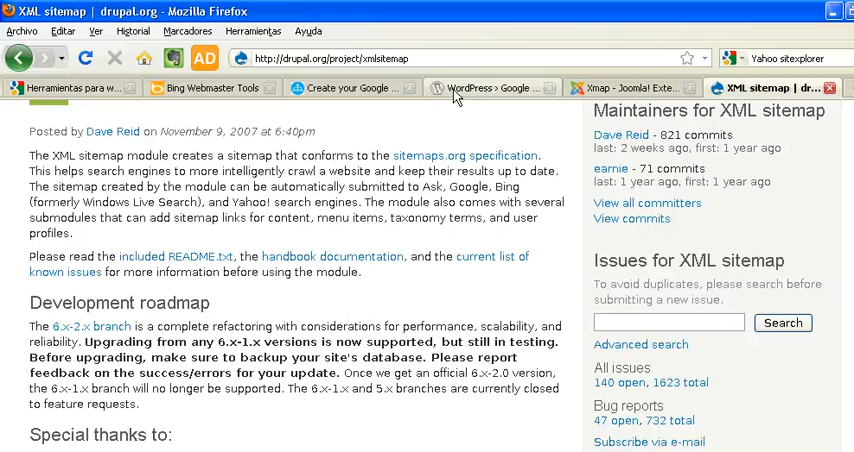 XML sitemap | drupal.org - Mozilla Firefox
Archivo Editar Ver Historial Marcadores Herramientas Ayuda
AD http://drupal.org/project/xmlsitemap Yahoo sitexplorer
Herramientas para w... Bing Webmaster Tools Create your Google ... WordPress › Google ... Xmap - Joomla! Exte... XML sitemap | dr...
Posted by Dave Reid on November 9, 2007 at 6:40pm
The XML sitemap module creates a sitemap that conforms to the sitemaps.org specification.
This helps search engines to more intelligently crawl a website and keep their results up to date.
The sitemap created by the module can be automatically submitted to Ask, Google, Bing
(formerly Windows Live Search), and Yahoo! search engines. The module also comes with several
submodules that can add sitemap links for content, menu items, taxonomy terms, and user
profiles.
Please read the included README.txt, the handbook documentation, and the current list of
known issues for more information before using the module.
Development roadmap
The 6.x-2.x branch is a complete refactoring with considerations for performance, scalability, and
reliability. Upgrading from any 6.x-1.x versions is now supported, but still in testing.
Before upgrading, make sure to backup your site's database. Please report
feedback on the success/errors for your update. Once we get an official 6.x-2.0 version,
the 6.x-1.x branch will no longer be supported. The 6.x-1.x and 5.x branches are currently closed
to feature requests.
Special thanks to:
Maintainers for XML sitemap
Dave Reid - 821 commits
last: 2 weeks ago, first: 1 year ago
earnie - 71 commits
last: 1 year ago, first: 1 year ago
View all committers
View commits
Issues for XML sitemap
To avoid duplicates, please search before
submitting a new issue.
Search
Advanced search
All issues
140 open, 1623 total
Bug reports
47 open, 732 total
Subscribe via e-mail